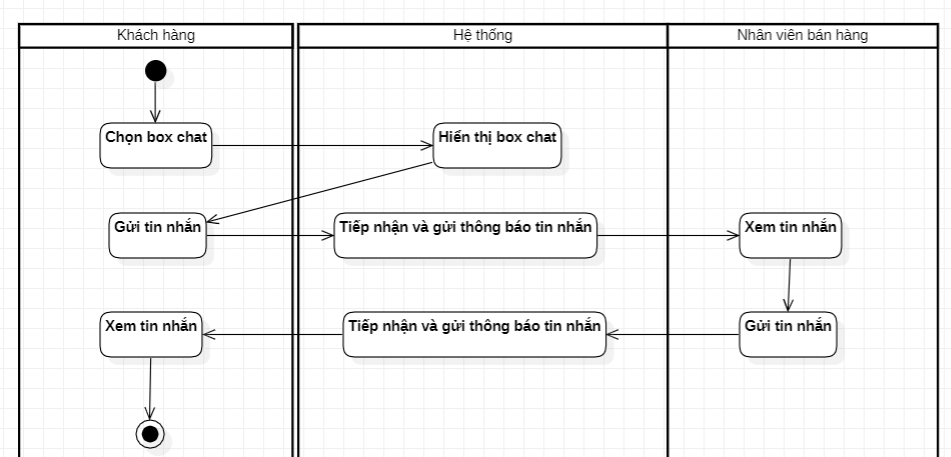 Khách hàng
Hệ thống
Nhân viên bán hàng
Chọn box chat
Hiển thị box chat
Gửi tin nhắn
Tiếp nhận và gửi thông báo tin nhắn
Xem tin nhắn
Xem tin nhắn
Tiếp nhận và gửi thông báo tin nhắn
Gửi tin nhắn